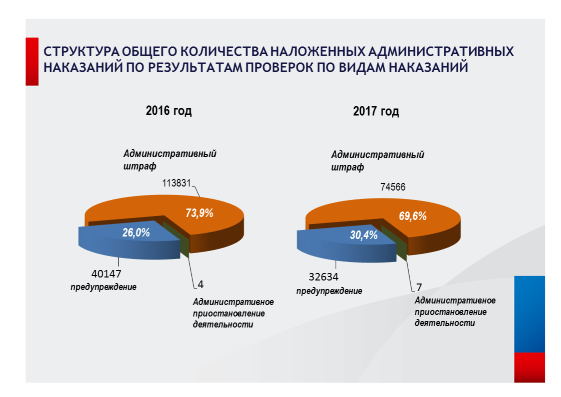 СТРУКТУРА ОБЩЕГО КОЛИЧЕСТВА НАЛОЖЕННЫХ АДМИНИСТРАТИВНЫХ
НАКАЗАНИЙ ПО РЕЗУЛЬТАТАМ ПРОВЕРОК ПО ВИДАМ НАКАЗАНИЙ
2016 год
Административный
штраф
113831
73,9%
26,0%
40147
предупреждение
4
Административное
приостановление
деятельности
2017 год
Административный
штраф
74566
69,6%
30,4%
32634
предупреждение
7
Административное
приостановление
деятельности